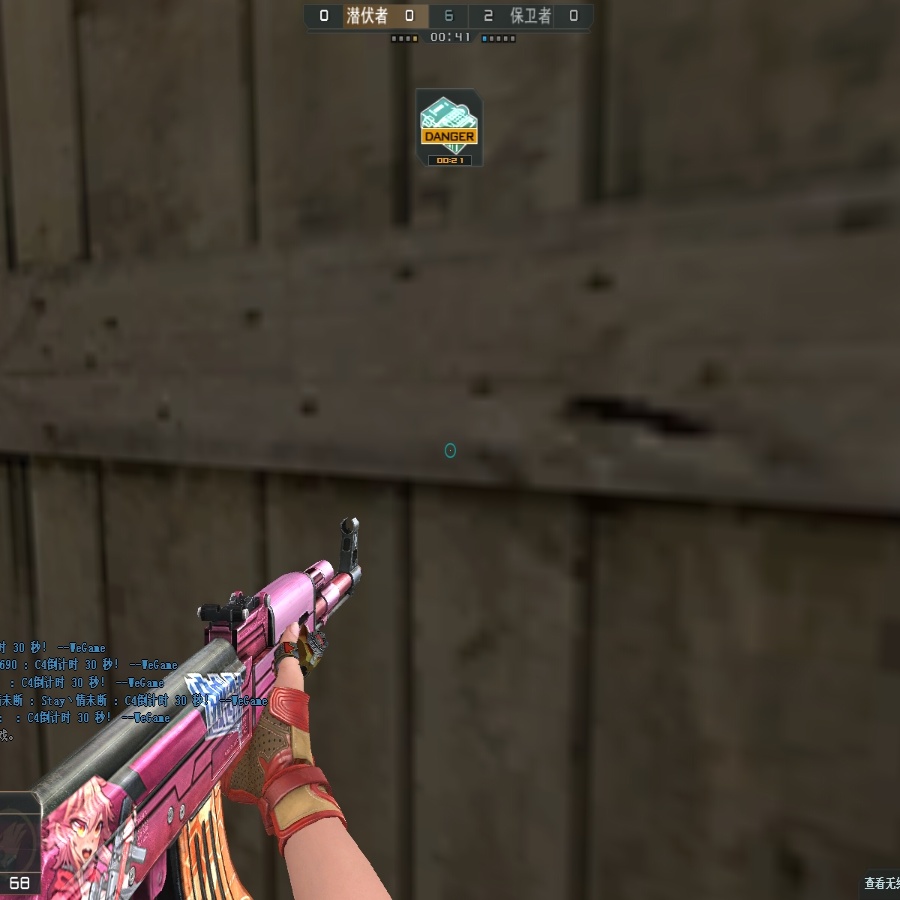 0 潜伏者 0 6 2 保卫者 0
00:41
DANGER
00:21
时 30 秒! --WeGame
690 : C4倒计时 30 秒! --WeGame
: C4倒计时 30 秒! --WeGame
情未断 : Stay丶情未断 : C4倒计时 30 秒! --WeGame
: : C4倒计时 30 秒! --WeGame
戏。
68
查看无线